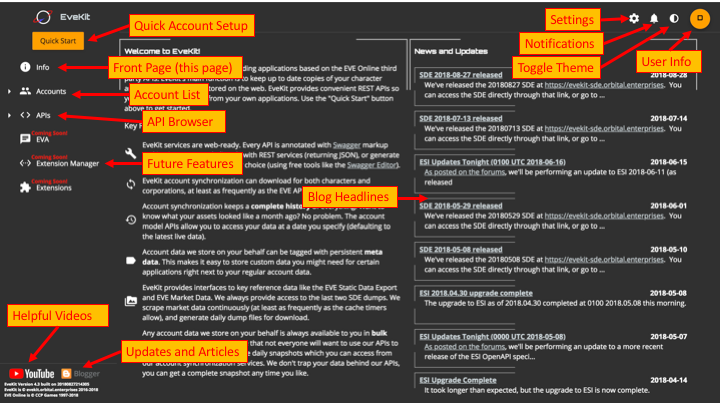 EveKit
Quick Account Setup
Settings
Quick Start
Notifications
Toggle Theme
User Info
Welcome to EveKit!
News and Updates
Info
Front Page (this page)
ding applications based on the EVE Online third
function is to keep up to date copies of your character
tored on the web. EveKit provides convenient REST APIs so
Accounts
Account List
from your own applications. Use the "Quick Start" button
above to get started.
APIs
API Browser
Key
Coming Soon!
EVA
EveKit services are web-ready. Every API is annotated with Swagger markup
with REST services (returning JSON), or generate
choice (using free tools like the Swagger Editor).
Coming Soon!
Extension Manager
Future Features
Coming Soon!
Extensions
EveKit account synchronization can download for both characters and
corporations, at least as frequently as the EVE AP
Account synchronization keeps a complete history
know what your assets looked like a month ago? No problem. The account
model APIs allow you to access your data at a date you specify (defaulting to
the latest live data).
Account data we store on your behalf can be tagged with persistent meta
data. This makes it easy to store custom data you might need for certain
applications right next to your regular account data.
EveKit provides interfaces to key reference data like the EVE Static Data Export
and EVE Market Data. We always provide access to the last two SDE dumps. We
scrape market data continuously (at least as frequently as the cache timers
allow), and generate daily dump files for download.
Any account data we store on your behalf is always available to you in bulk
that not everyone will want to use our APIs to
e daily snapshots which you can access from
our account synchronization services. We don't trap your data behind our APIs,
you can get a complete snapshot any time you like.
SDE 2018-08-27 released 2018-08-28
We've released the 20180827 SDE at https://evekit-sde.orbital.enterprises. You
can access the SDE directly through that link, or go to ...
SDE 2018-07-13 released 2018-07-14
We've released the 20180713 SDE at https://evekit-sde.orbital.enterprises. You
can access the SDE directly through that link, or go to ...
ESI Updates Tonight (0100 UTC 2018-06-16) 2018-06-15
As posted on the forums, we'll be performing an update to ESI 2018-06-11 (as
released
Blog Headlines
SDE 2018-05-29 released 2018-06-01
We've released the 20180529 SDE at https://evekit-sde.orbital.enterprises. You
can access the SDE directly through that link, or go to ...
SDE 2018-05-08 released 2018-05-10
We've released the 20180508 SDE at https://evekit-sde.orbital.enterprises. You
can access the SDE directly through that link, or go to ...
ESI 2018.04.30 upgrade complete 2018-05-08
The upgrade to ESI as of 2018.04.30 completed at 0100 2018.05.08 this morning.
ESI Updates Tonight (0000 UTC 2018-05-08) 2018-05-07
As posted on the forums, we'll be performing an update to a more recent
release of the ESI OpenAPI speci...
ESI Upgrade Complete 2018-04-14
It took longer than expected, but the upgrade to ESI is now complete.
Helpful Videos
Updates and Articles
YouTube
Blogger
EveKit Version 4.3 built on 20180827214305
EveKit is © evekit.orbital.enterprises 2016-2018
EVE Online is © CCP Games 1997-2018